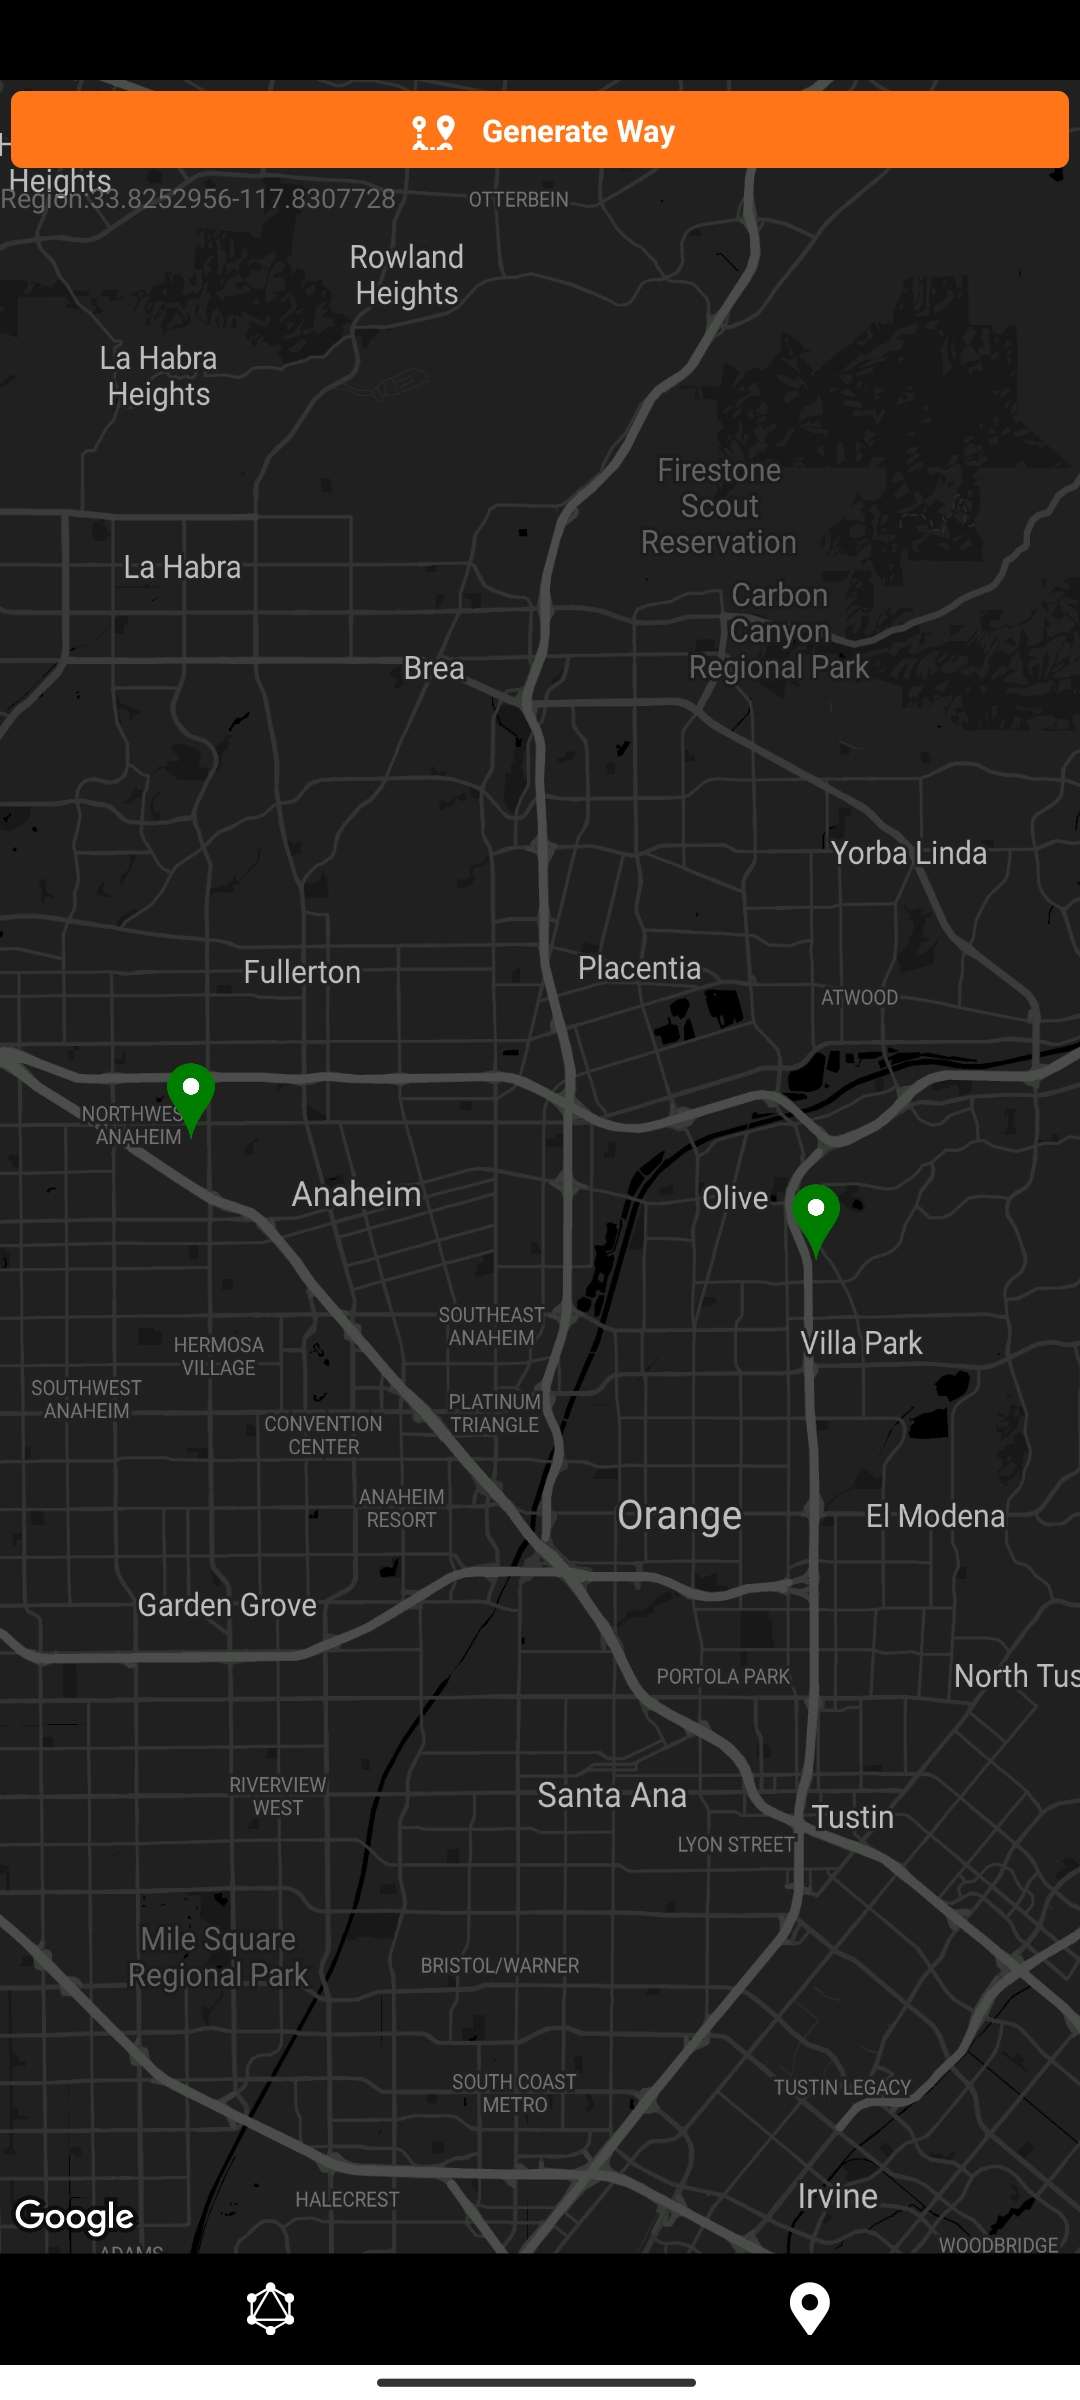 Generate Way
H
Heights
Region:33.8252956-117.8307728
OTTERBEIN
Rowland
Heights
La Habra
Heights
Firestone
Scout
Reservation
La Habra
Carbon
Canyon
Regional Park
Brea
Yorba Linda
Fullerton
Placentia
ATWOOD
NORTHWES
ANAHEIM
Anaheim
Olive
SOUTHEAST
ANAHEIM
Villa Park
HERMOSA
VILLAGE
SOUTHWEST
ANAHEIM
PLATINUM
TRIANGLE
CONVENTION
CENTER
ANAHEIM
RESORT
Orange
El Modena
Garden Grove
PORTOLA PARK
North Tus
RIVERVIEW
WEST
Santa Ana
Tustin
LYON STREET
Mile Square
Regional Park
BRISTOL/WARNER
SOUTH COAST
METRO
TUSTIN LEGACY
Irvine
HALECREST
Google
WOODBRIDGE
ADAMS